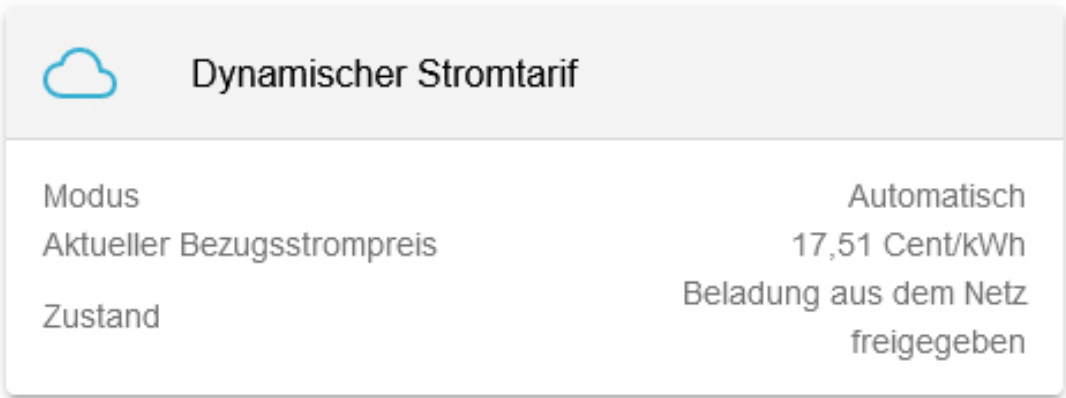 Dynamischer Stromtarif
Modus Automatisch
Aktueller Bezugsstrompreis 17,51 Cent/kWh
Zustand Beladung aus dem Netz
freigegeben